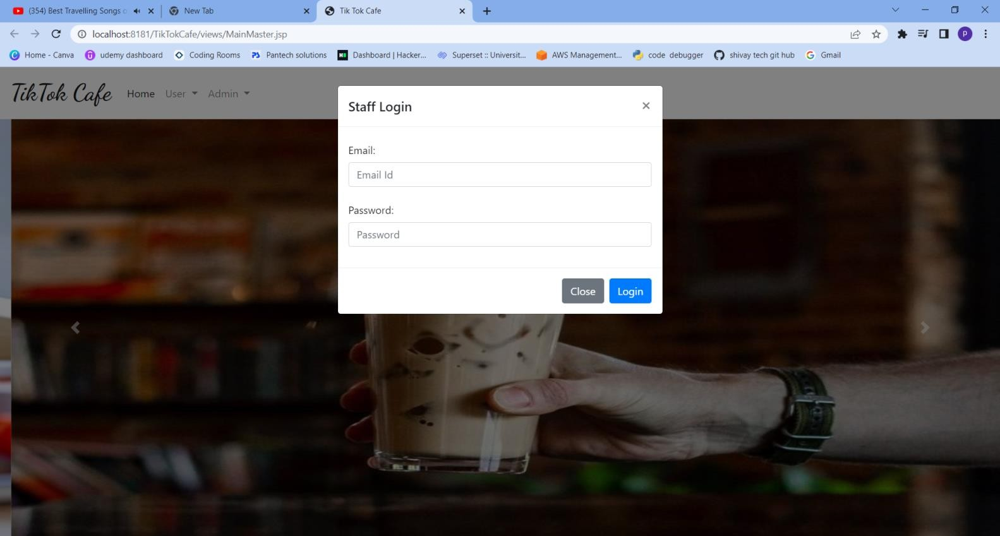 (354) Best Travelling Songs
New Tab
Tik Tok Cafe
localhost:8181/TikTokCafe/views/MainMaster.jsp
P
Home - Canva
udemy dashboard
Coding Rooms
Pantech solutions
Dashboard | Hacker...
Superset :: Universit...
AWS Management...
code debugger
shivay tech git hub
Gmail
TikTok Cafe
Home
User
Admin
Staff Login
×
Email:
Email Id
Password:
Password
Close
Login